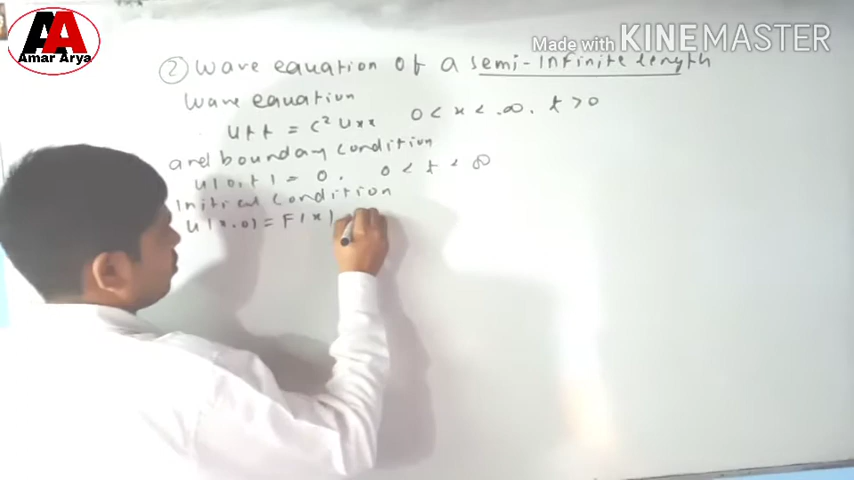 AA
Amar Arya
Made with KINEMASTER
② Wave equation of a semi-infinite length
Wave equation
utt = c² uxx 0 < x < ∞. t > 0
and boundary condition
u(0,t) = 0. 0 < t < ∞
Initial condition
u(x.0) = F(x)